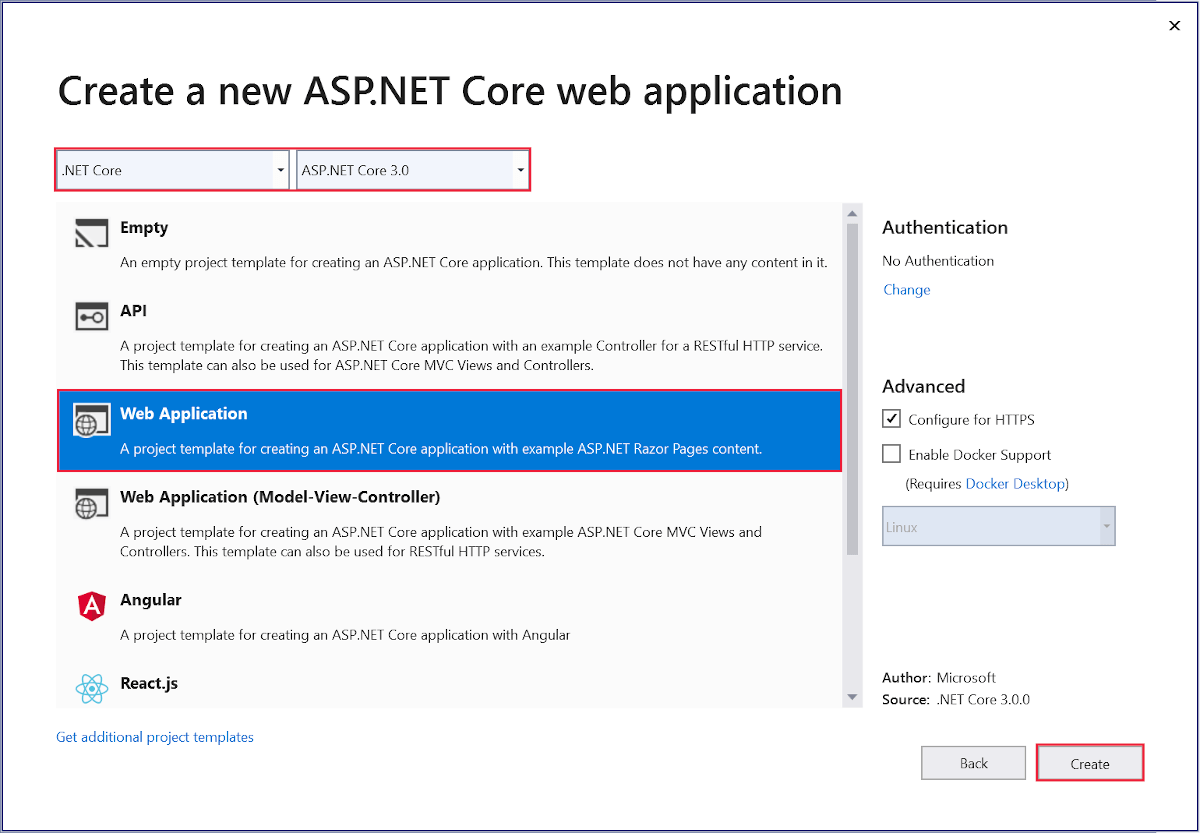 Create a new ASP.NET Core web application
.NET Core
ASP.NET Core 3.0
Empty
An empty project template for creating an ASP.NET Core application. This template does not have any content in it.
API
A project template for creating an ASP.NET Core application with an example Controller for a RESTful HTTP service.
This template can also be used for ASP.NET Core MVC Views and Controllers.
Web Application
A project template for creating an ASP.NET Core application with example ASP.NET Razor Pages content.
Web Application (Model-View-Controller)
A project template for creating an ASP.NET Core application with example ASP.NET Core MVC Views and
Controllers. This template can also be used for RESTful HTTP services.
Angular
A project template for creating an ASP.NET Core application with Angular
React.js
Get additional project templates
Authentication
No Authentication
Change
Advanced
Configure for HTTPS
Enable Docker Support
(Requires Docker Desktop)
Linux
Author: Microsoft
Source: .NET Core 3.0.0
Back
Create